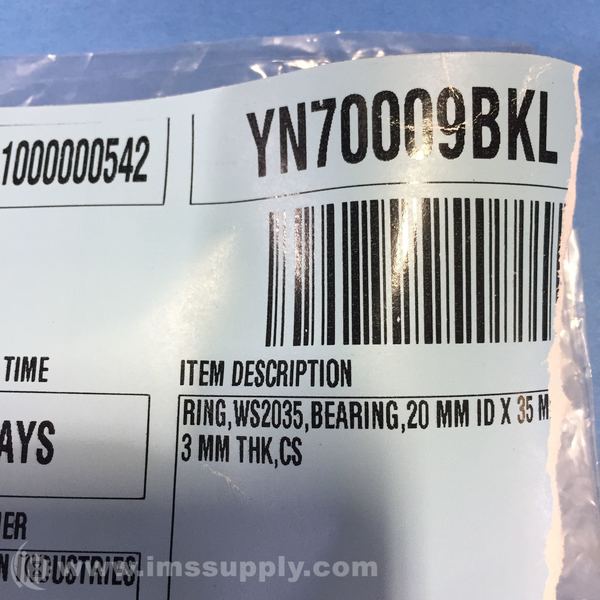 1000000542
YN70009BKL
TIME
ITEM DESCRIPTION
RING,WS2035,BEARING,20 MM ID X 35 M
3 MM THK,CS
AYS
ER
N INDUSTRIES
www.imssupply.com